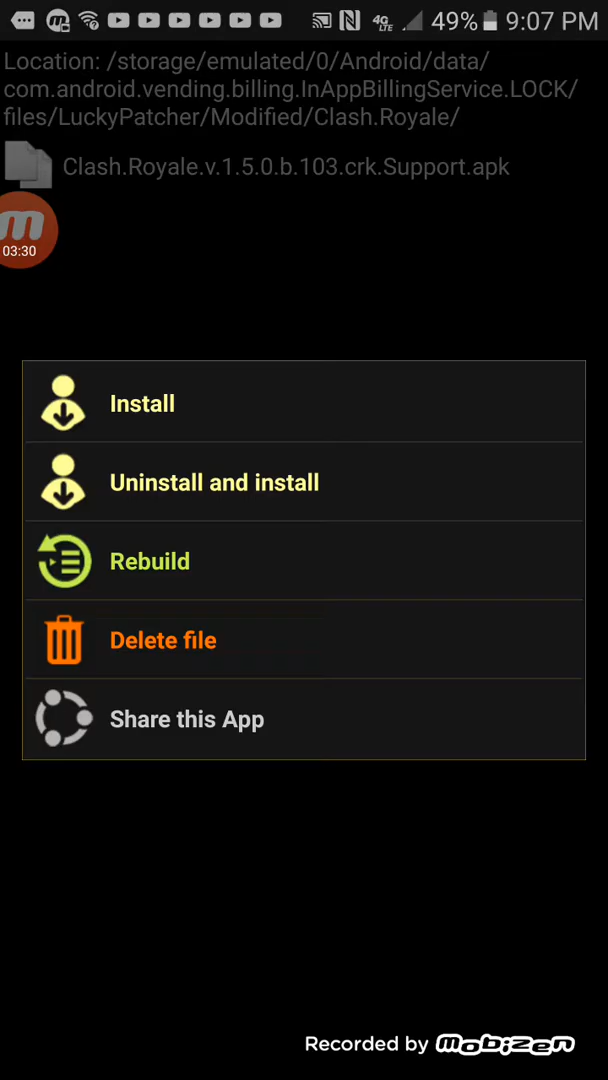 4G LTE 49% 9:07 PM
Location: /storage/emulated/0/Android/data/
com.android.vending.billing.InAppBillingService.LOCK/
files/LuckyPatcher/Modified/Clash.Royale/
Clash.Royale.v.1.5.0.b.103.crk.Support.apk
m
03:30
Install
Uninstall and install
Rebuild
Delete file
Share this App
Recorded by mobizen